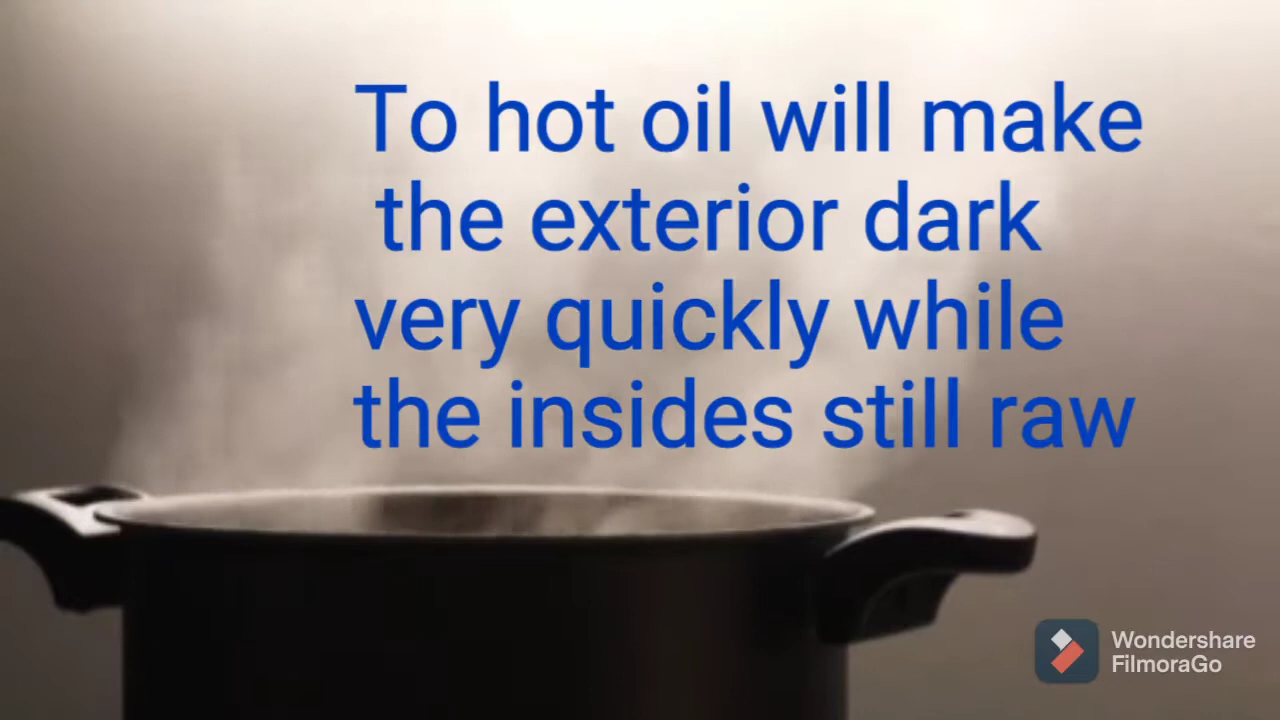 To hot oil will make
the exterior dark
very quickly while
the insides still raw
Wondershare
FilmoraGo